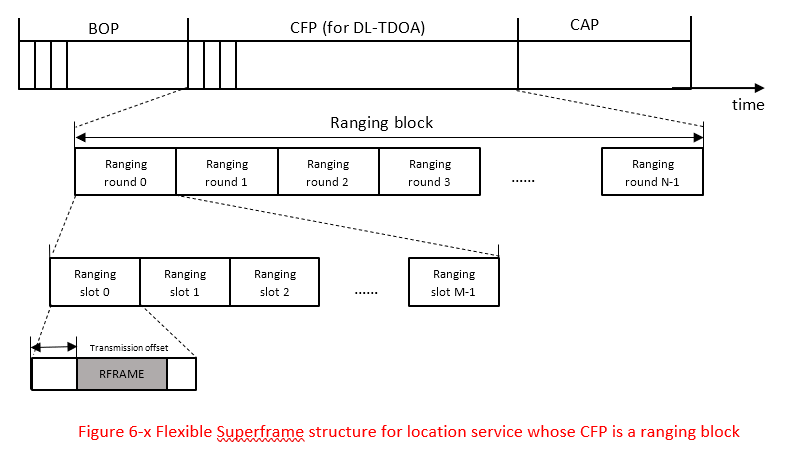 BOP
CFP (for DL-TDOA)
CAP
time
Ranging block
Ranging round 0
Ranging round 1
Ranging round 2
Ranging round 3
......
Ranging round N-1
Ranging slot 0
Ranging slot 1
Ranging slot 2
......
Ranging slot M-1
Transmission offset
RFRAME
Figure 6-x Flexible Superframe structure for location service whose CFP is a ranging block